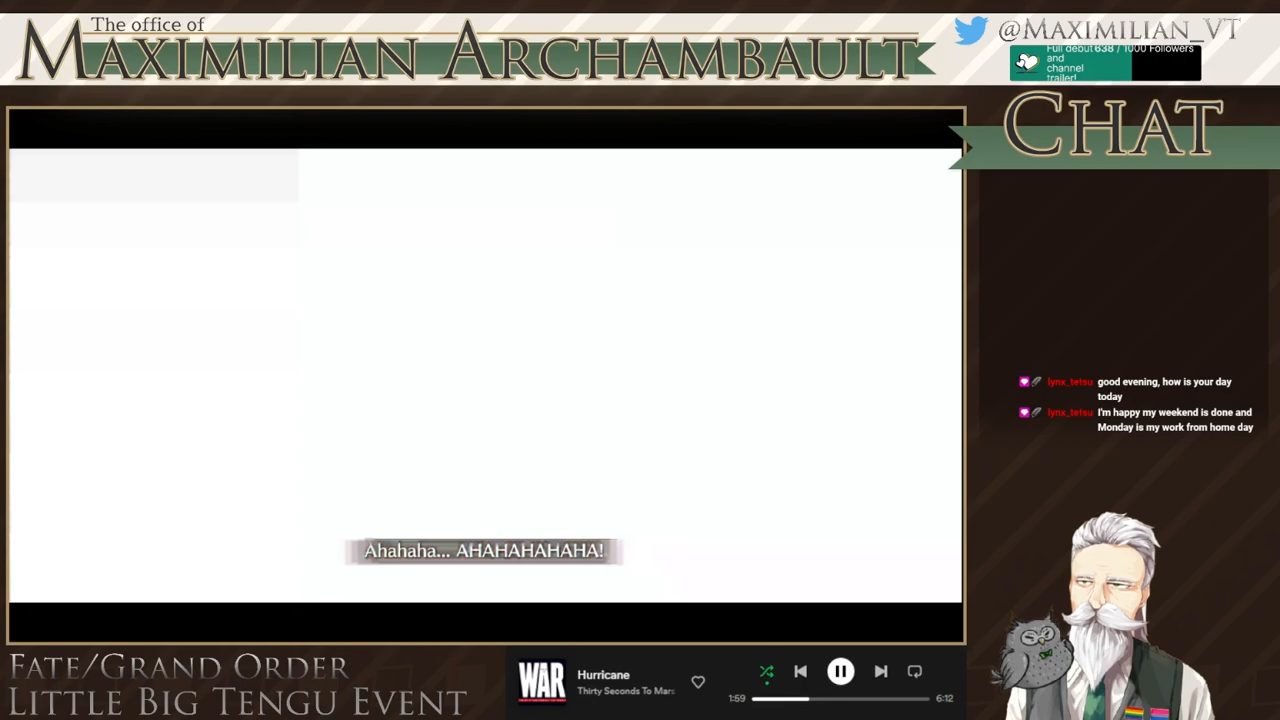 The office of
MAXIMILIAN ARCHAMBAULT
@MAXIMILIAN_VT
Full debut 638 / 1000 Followers
and
channel
trailer!
CHAT
lynx_tetsu good evening, how is your day
today
lynx_tetsu I'm happy my weekend is done and
Monday is my work from home day
Ahahaha... AHAHAHAHAHA!
FATE/GRAND ORDER
LITTLE BIG TENGU EVENT
WAR
Hurricane
Thirty Seconds To Mars
1:59
6:12